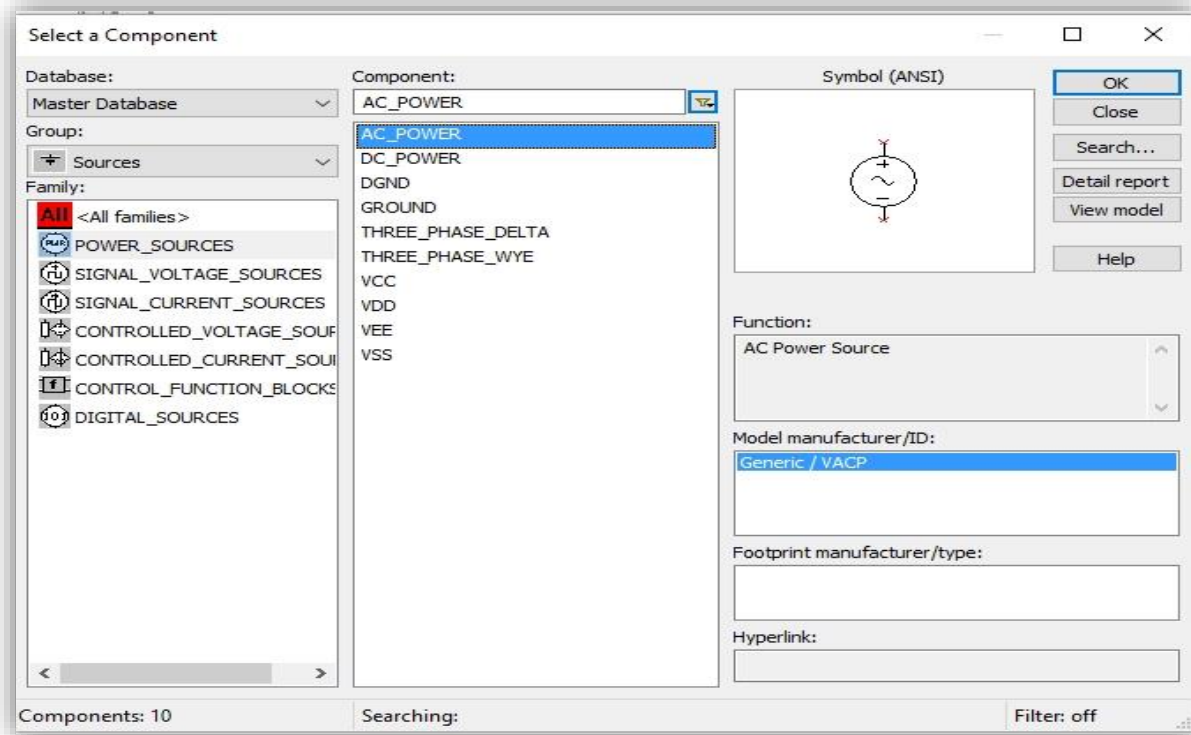 Select a Component
Database:
Master Database
Group:
Sources
Family:
All <All families>
POWER_SOURCES
SIGNAL_VOLTAGE_SOURCES
SIGNAL_CURRENT_SOURCES
CONTROLLED_VOLTAGE_SOUR
CONTROLLED_CURRENT_SOUI
CONTROL_FUNCTION_BLOCKS
DIGITAL_SOURCES
Component:
AC_POWER
AC_POWER
DC_POWER
DGND
GROUND
THREE_PHASE_DELTA
THREE_PHASE_WYE
VCC
VDD
VEE
VSS
Symbol (ANSI)
OK
Close
Search...
Detail report
View model
Help
Function:
AC Power Source
Model manufacturer/ID:
Generic / VACP
Footprint manufacturer/type:
Hyperlink:
Components: 10
Searching:
Filter: off